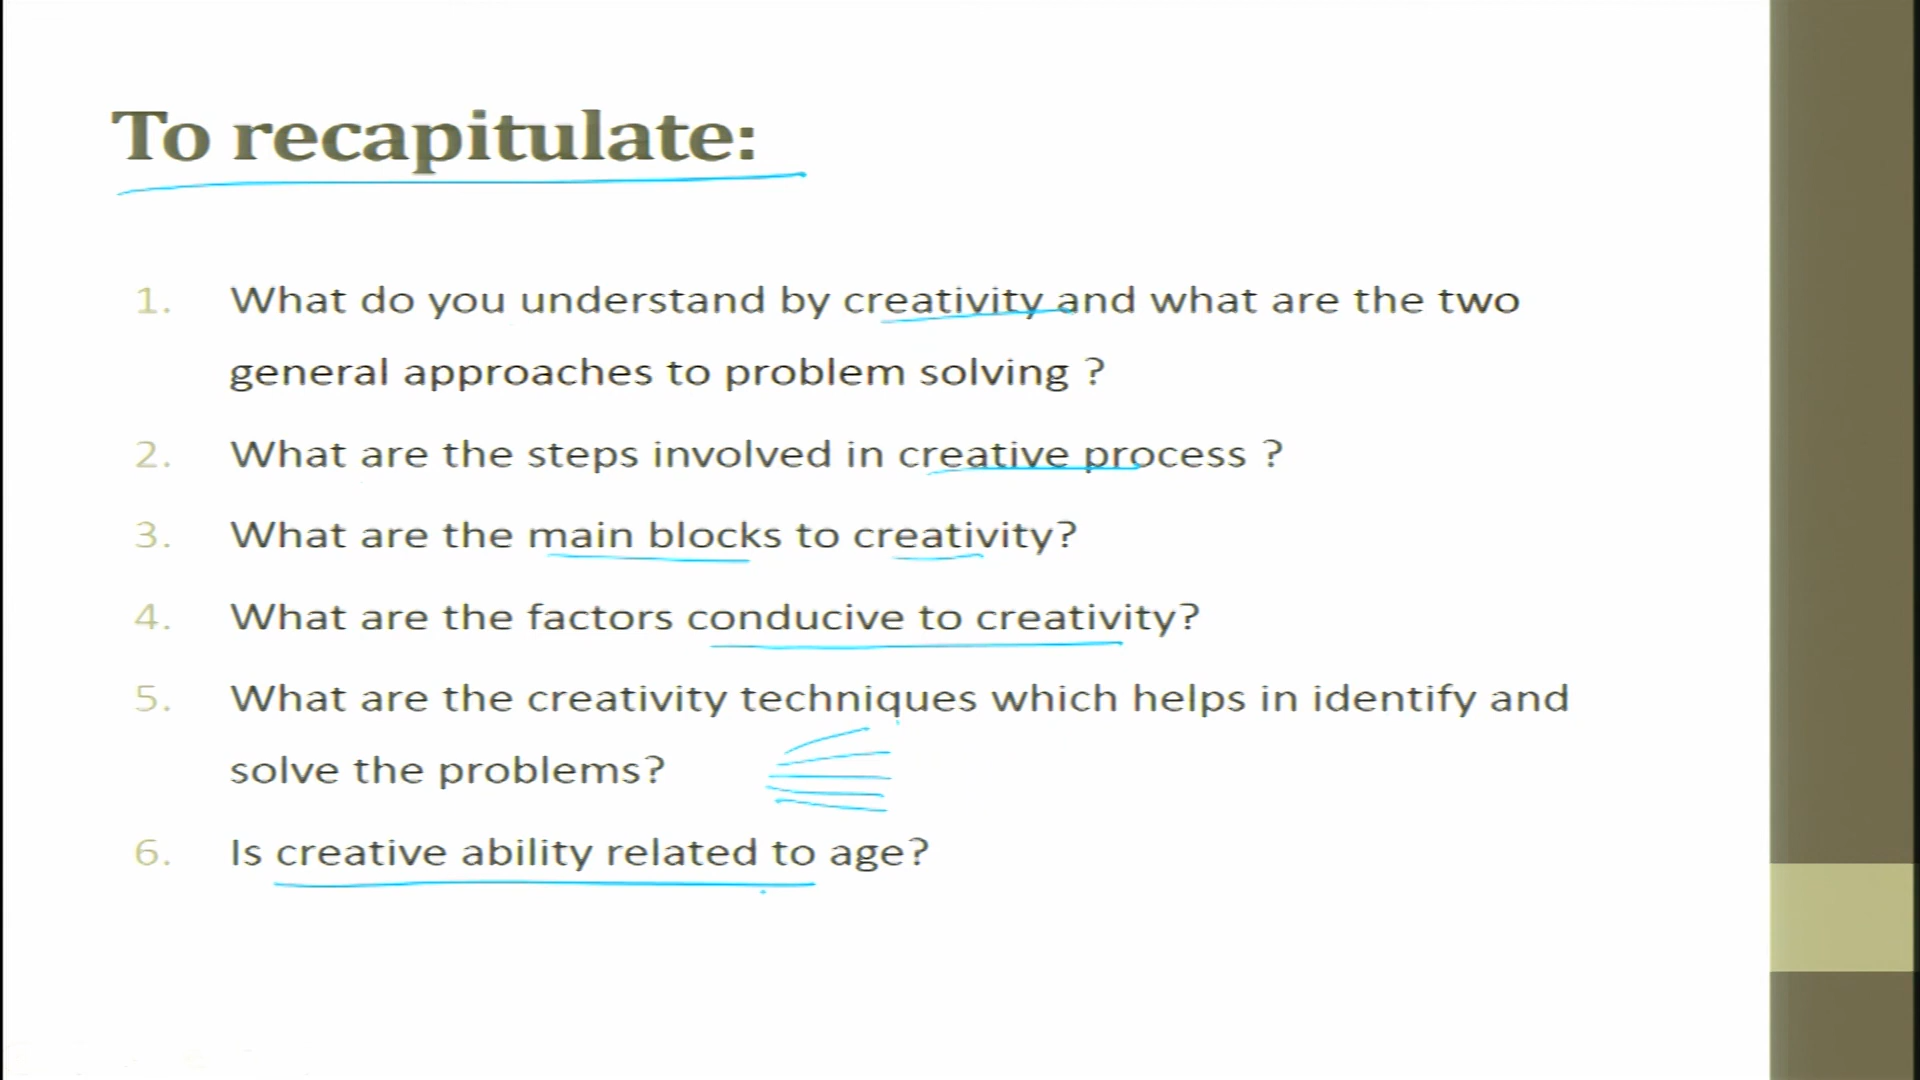 To recapitulate:
1. What do you understand by creativity and what are the two
general approaches to problem solving ?
2. What are the steps involved in creative process ?
3. What are the main blocks to creativity?
4. What are the factors conducive to creativity?
5. What are the creativity techniques which helps in identify and
solve the problems?
6. Is creative ability related to age?